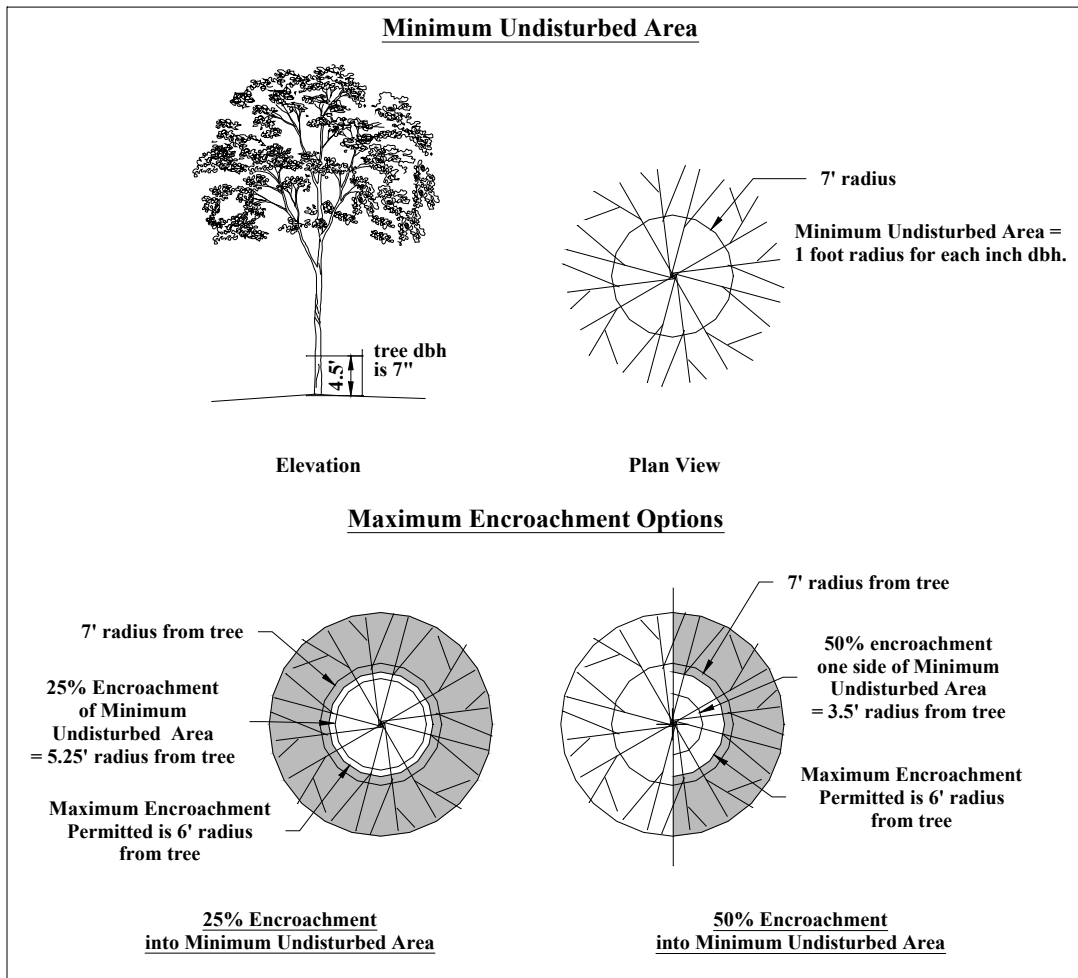 Minimum Undisturbed Area
7' radius
Minimum Undisturbed Area =
1 foot radius for each inch dbh.
tree dbh
is 7"
4.5'
Elevation
Plan View
Maximum Encroachment Options
7' radius from tree
25% Encroachment
of Minimum
Undisturbed Area
= 5.25' radius from tree
Maximum Encroachment
Permitted is 6' radius
from tree
7' radius from tree
50% encroachment
one side of Minimum
Undisturbed Area
= 3.5' radius from tree
Maximum Encroachment
Permitted is 6' radius
from tree
25% Encroachment
into Minimum Undisturbed Area
50% Encroachment
into Minimum Undisturbed Area